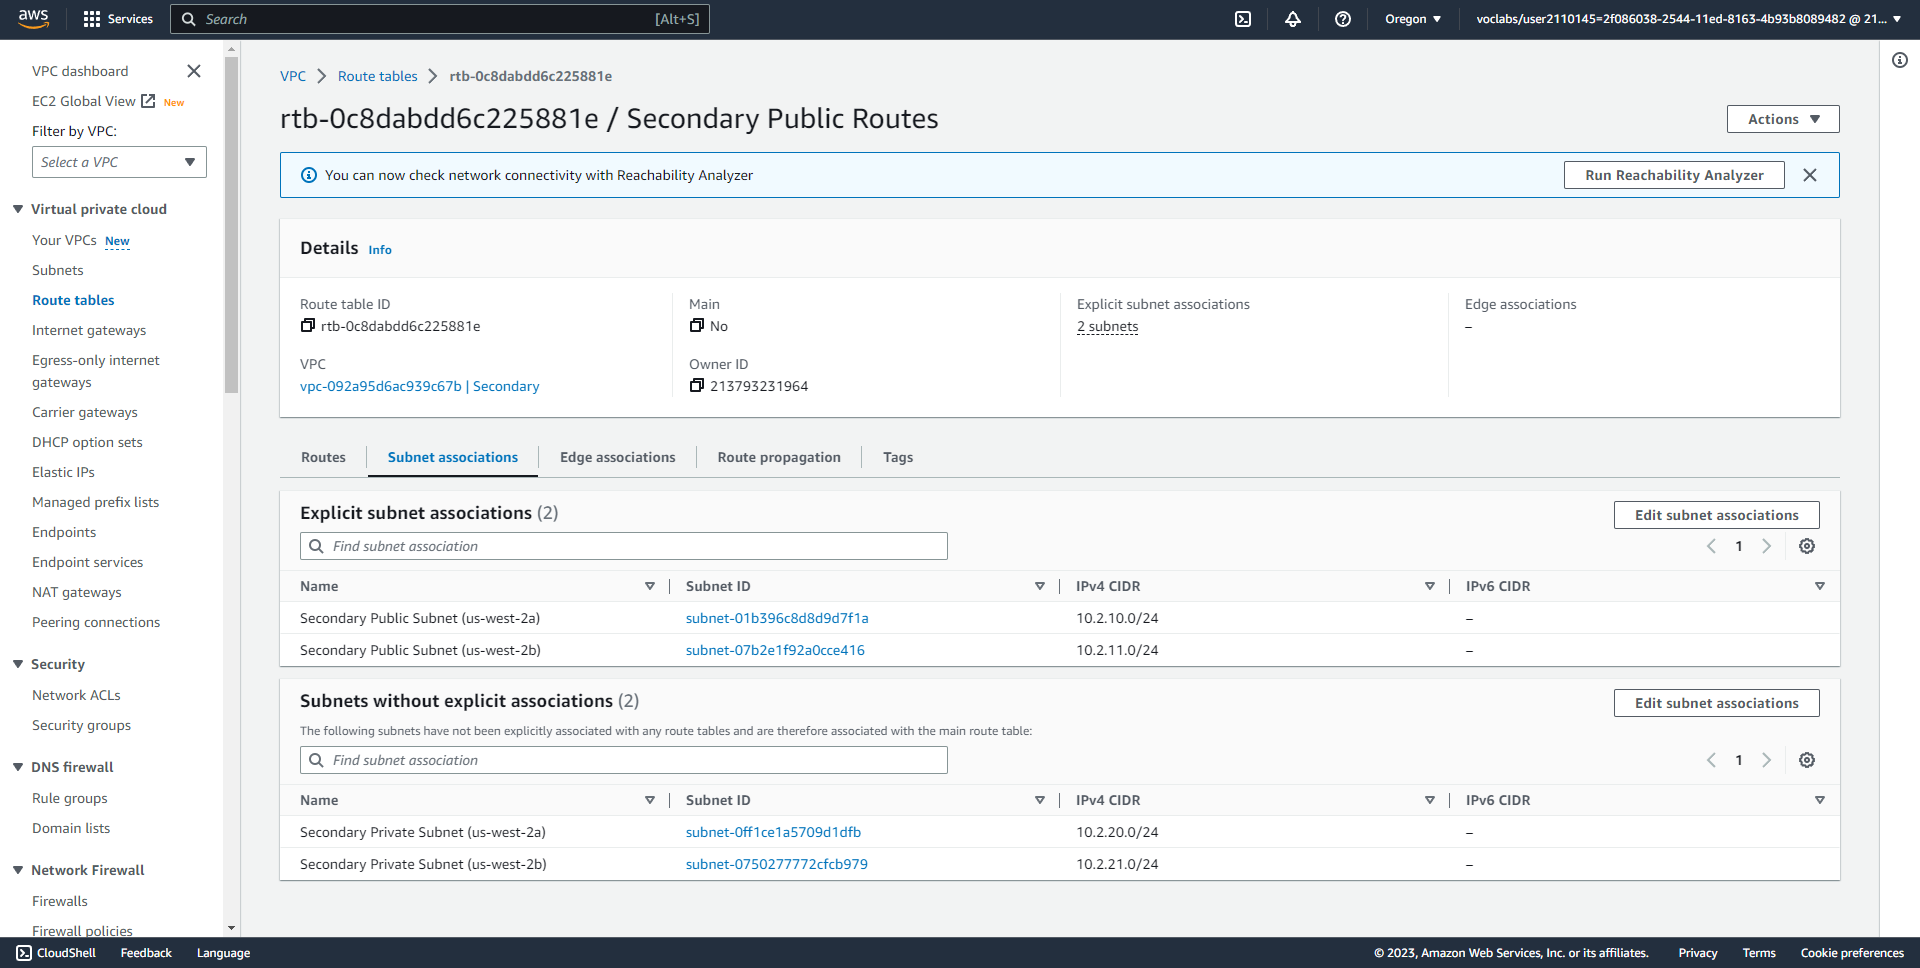 aws
Services
Search
[Alt+S]
Oregon
voclabs/user2110145=2f086038-2544-11ed-8163-4b93b8089482 @ 21...
VPC dashboard
EC2 Global View New
Filter by VPC:
Select a VPC
Virtual private cloud
Your VPCs New
Subnets
Route tables
Internet gateways
Egress-only internet
gateways
Carrier gateways
DHCP option sets
Elastic IPs
Managed prefix lists
Endpoints
Endpoint services
NAT gateways
Peering connections
Security
Network ACLs
Security groups
DNS firewall
Rule groups
Domain lists
Network Firewall
Firewalls
Firewall policies
VPC Route tables rtb-0c8dabdd6c225881e
rtb-0c8dabdd6c225881e / Secondary Public Routes
Actions
You can now check network connectivity with Reachability Analyzer
Run Reachability Analyzer
Details Info
Route table ID
rtb-0c8dabdd6c225881e
Main
No
Explicit subnet associations
2 subnets
Edge associations
–
VPC
vpc-092a95d6ac939c67b | Secondary
Owner ID
213793231964
Routes
Subnet associations
Edge associations
Route propagation
Tags
Explicit subnet associations (2)
Edit subnet associations
Find subnet association
1
Name Subnet ID IPv4 CIDR IPv6 CIDR
Secondary Public Subnet (us-west-2a) subnet-01b396c8d8d9d7f1a 10.2.10.0/24 –
Secondary Public Subnet (us-west-2b) subnet-07b2e1f92a0cce416 10.2.11.0/24 –
Subnets without explicit associations (2)
Edit subnet associations
The following subnets have not been explicitly associated with any route tables and are therefore associated with the main route table:
Find subnet association
1
Name Subnet ID IPv4 CIDR IPv6 CIDR
Secondary Private Subnet (us-west-2a) subnet-0ff1ce1a5709d1dfb 10.2.20.0/24 –
Secondary Private Subnet (us-west-2b) subnet-0750277772cfcb979 10.2.21.0/24 –
CloudShell
Feedback
Language
© 2023, Amazon Web Services, Inc. or its affiliates.
Privacy
Terms
Cookie preferences